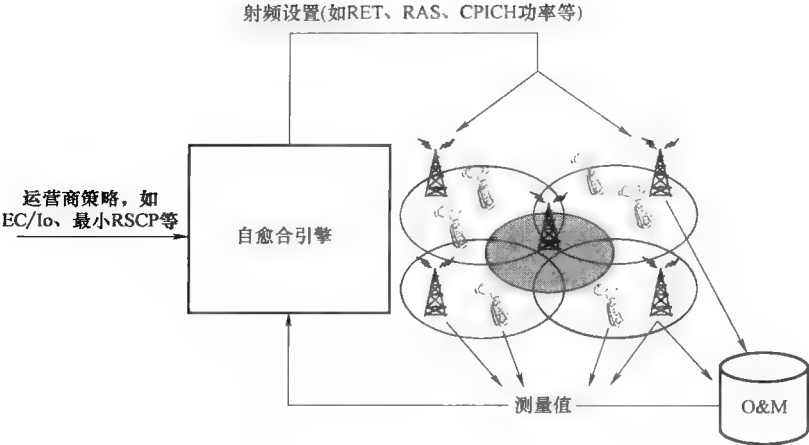 射频设置(如RET、RAS、CPICH功率等)
运营商策略，如
EC/Io、最小RSCP等
自愈合引擎
测量值
O&M